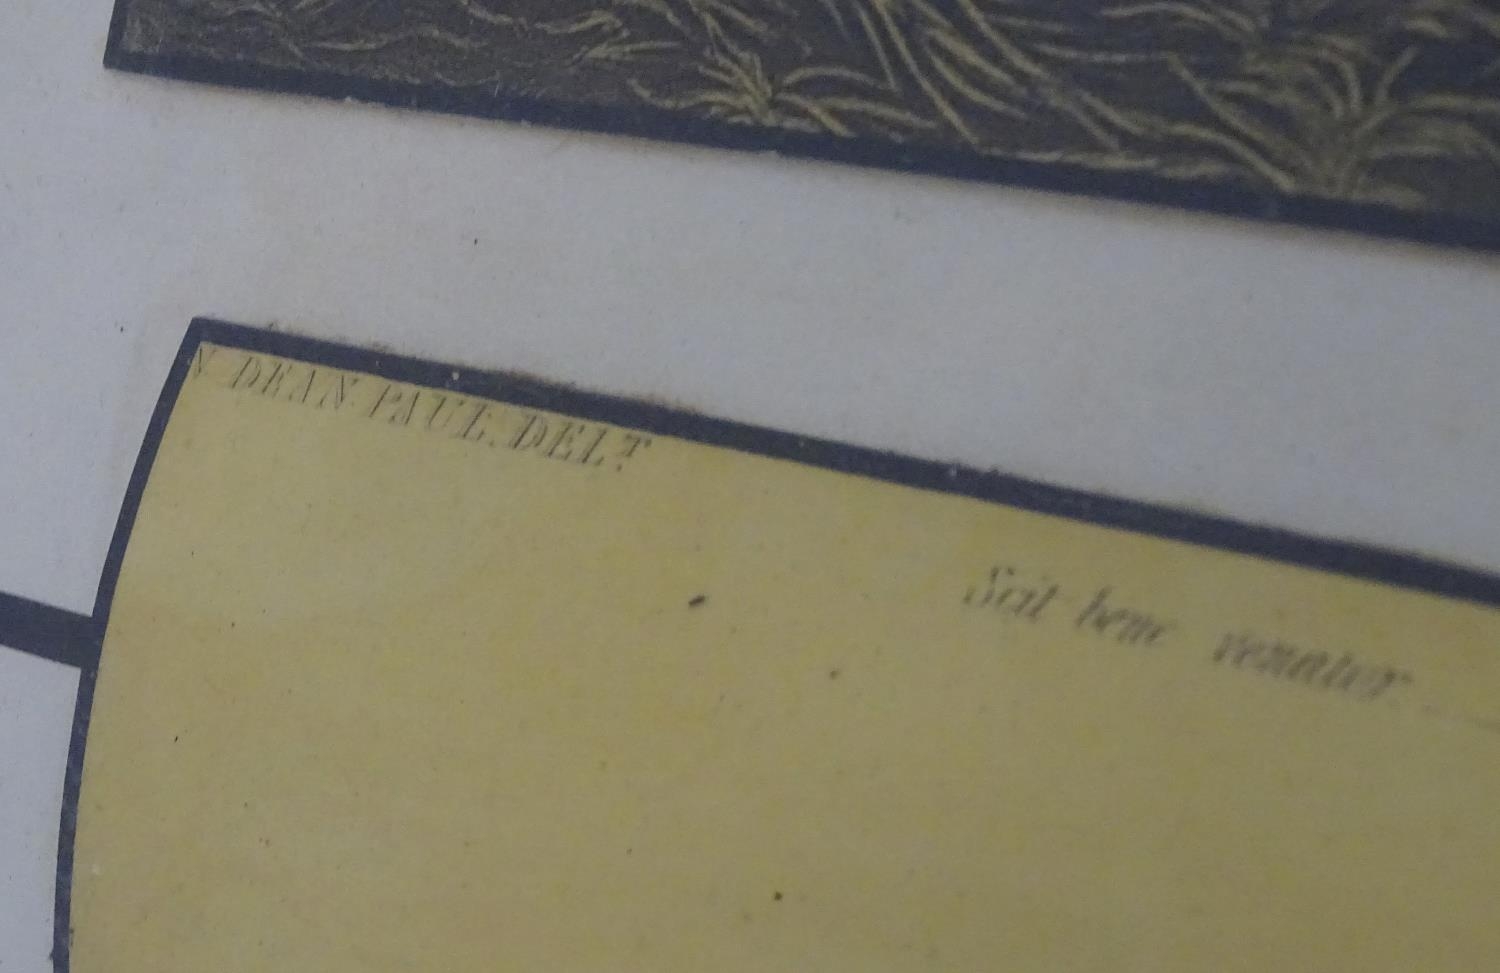 N DEAN PAUL. DELT.
Scit bene venator